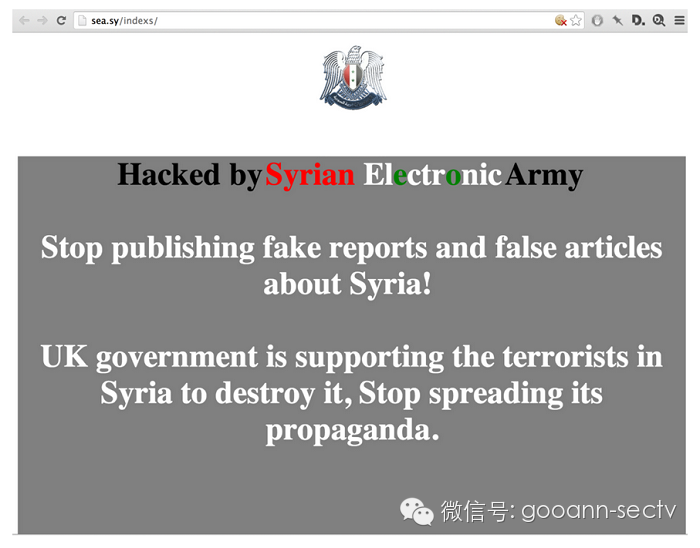 sea.sy/indexs/
Hacked by Syrian Electronic Army
Stop publishing fake reports and false articles
about Syria!
UK government is supporting the terrorists in
Syria to destroy it, Stop spreading its
propaganda.
微信号: gooann-sectv